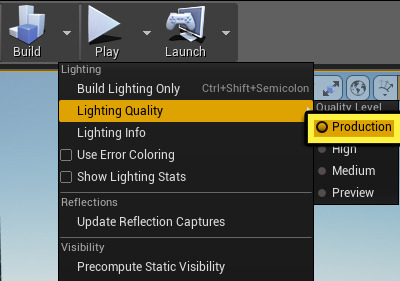 Build Play Launch
Lighting
Build Lighting Only Ctrl+Shift+Semicolon
Lighting Quality
Lighting Info
Use Error Coloring
Show Lighting Stats
Reflections
Update Reflection Captures
Visibility
Precompute Static Visibility
Quality Level
Production
High
Medium
Preview